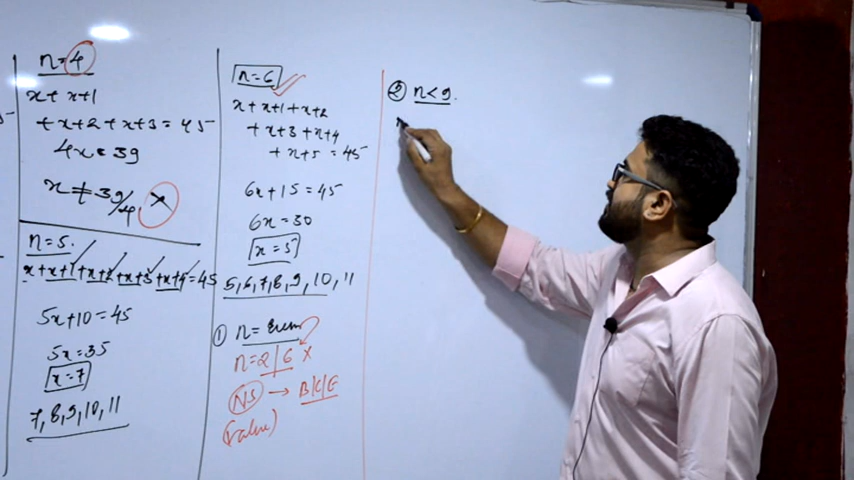 n=4
x+x+1
+x+2+x+3=45
4x=39
x≠39/4 ×
n=5.
x+x+1+x+2+x+3+x+4=45
5x+10=45
5x=35
x=7
7,8,9,10,11
n=6
x+x+1+x+2
+x+3+x+4
+x+5=45
6x+15=45
6x=30
x=5
5,6,7,8,9,10,11
① n=Even
n=2|6 ×
NS → B|C|E
(value)
② n<9.